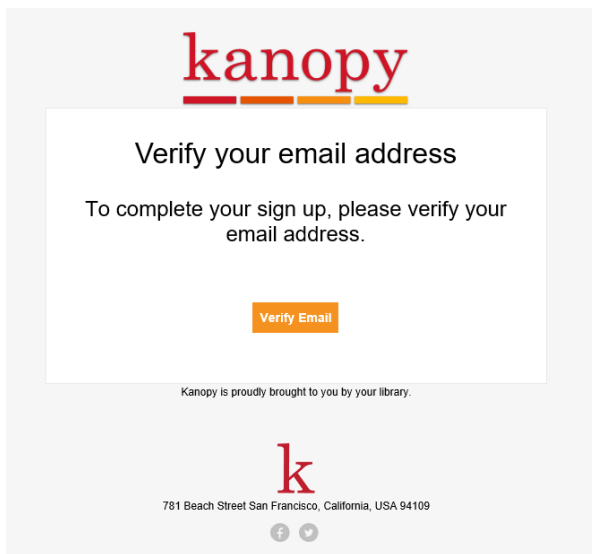 kanopy
Verify your email address
To complete your sign up, please verify your
email address.
Verify Email
Kanopy is proudly brought to you by your library.
k
781 Beach Street San Francisco, California, USA 94109